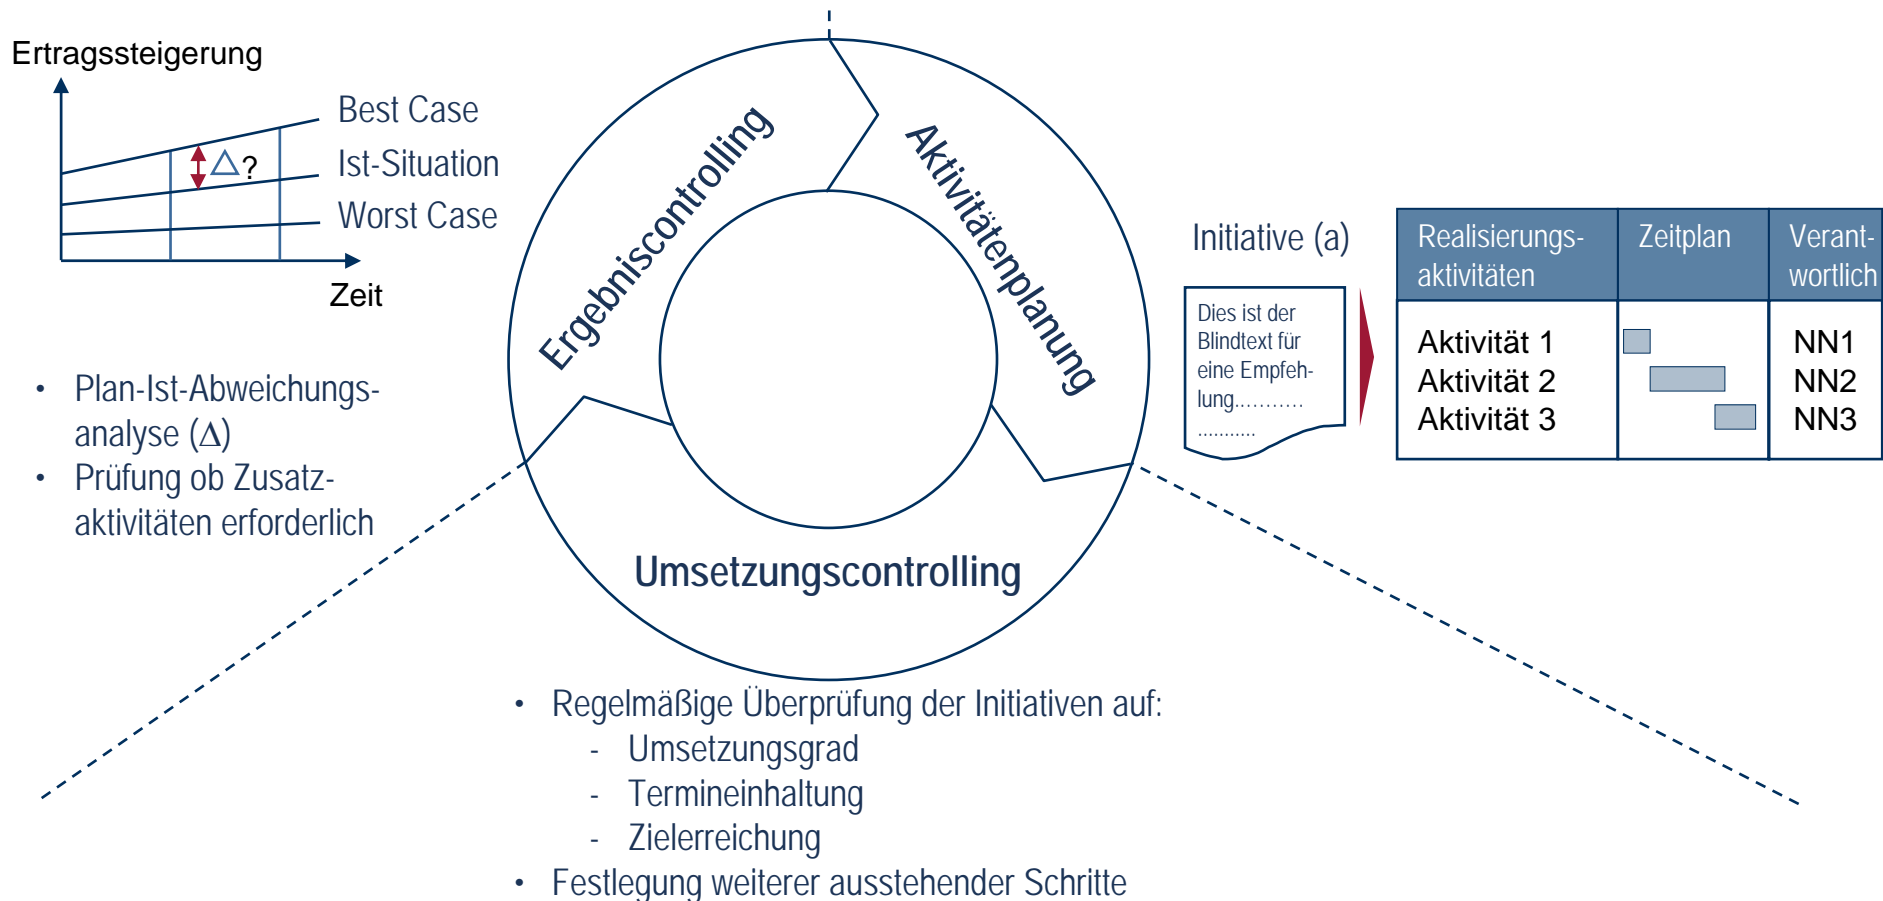 Ertragssteigerung
Best Case
△?
Ist-Situation
Worst Case
Zeit
• Plan-Ist-Abweichungs-
analyse (Δ)
• Prüfung ob Zusatz-
aktivitäten erforderlich
Ergebniscontrolling
Aktivitätenplanung
Umsetzungscontrolling
Initiative (a)
Dies ist der
Blindtext für
eine Empfeh-
lung...........
...........
Realisierungs-
aktivitäten
Zeitplan
Verant-
wortlich
Aktivität 1 NN1
Aktivität 2 NN2
Aktivität 3 NN3
• Regelmäßige Überprüfung der Initiativen auf:
- Umsetzungsgrad
- Termineinhaltung
- Zielerreichung
• Festlegung weiterer ausstehender Schritte